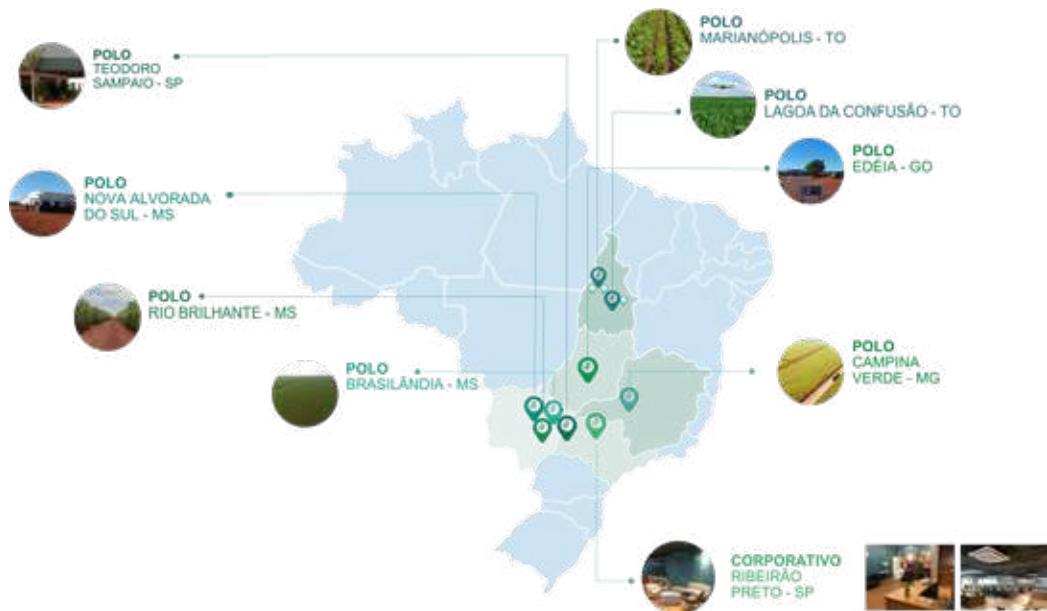 POLO
TEODORO
SAMPAIO - SP
POLO
MARIANÓPOLIS - TO
POLO
LAGOA DA CONFUSÃO - TO
POLO
EDÉIA - GO
POLO
NOVA ALVORADA
DO SUL - MS
POLO
RIO BRILHANTE - MS
POLO
BRASILÂNDIA - MS
POLO
CAMPINA
VERDE - MG
CORPORATIVO
RIBEIRÃO
PRETO - SP